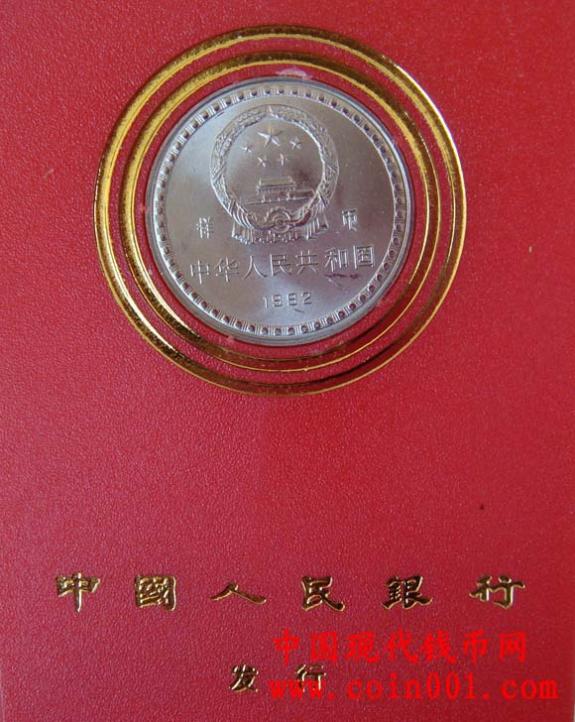 样 币
中华人民共和国
1992
中國人民銀行
中国现代钱币网
发行
www.coin001.com